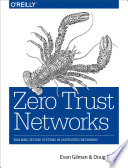 O'REILLY
Zero Trust
Networks
BUILDING SECURE SYSTEMS IN UNTRUSTED NETWORKS
Evan Gilman & Doug